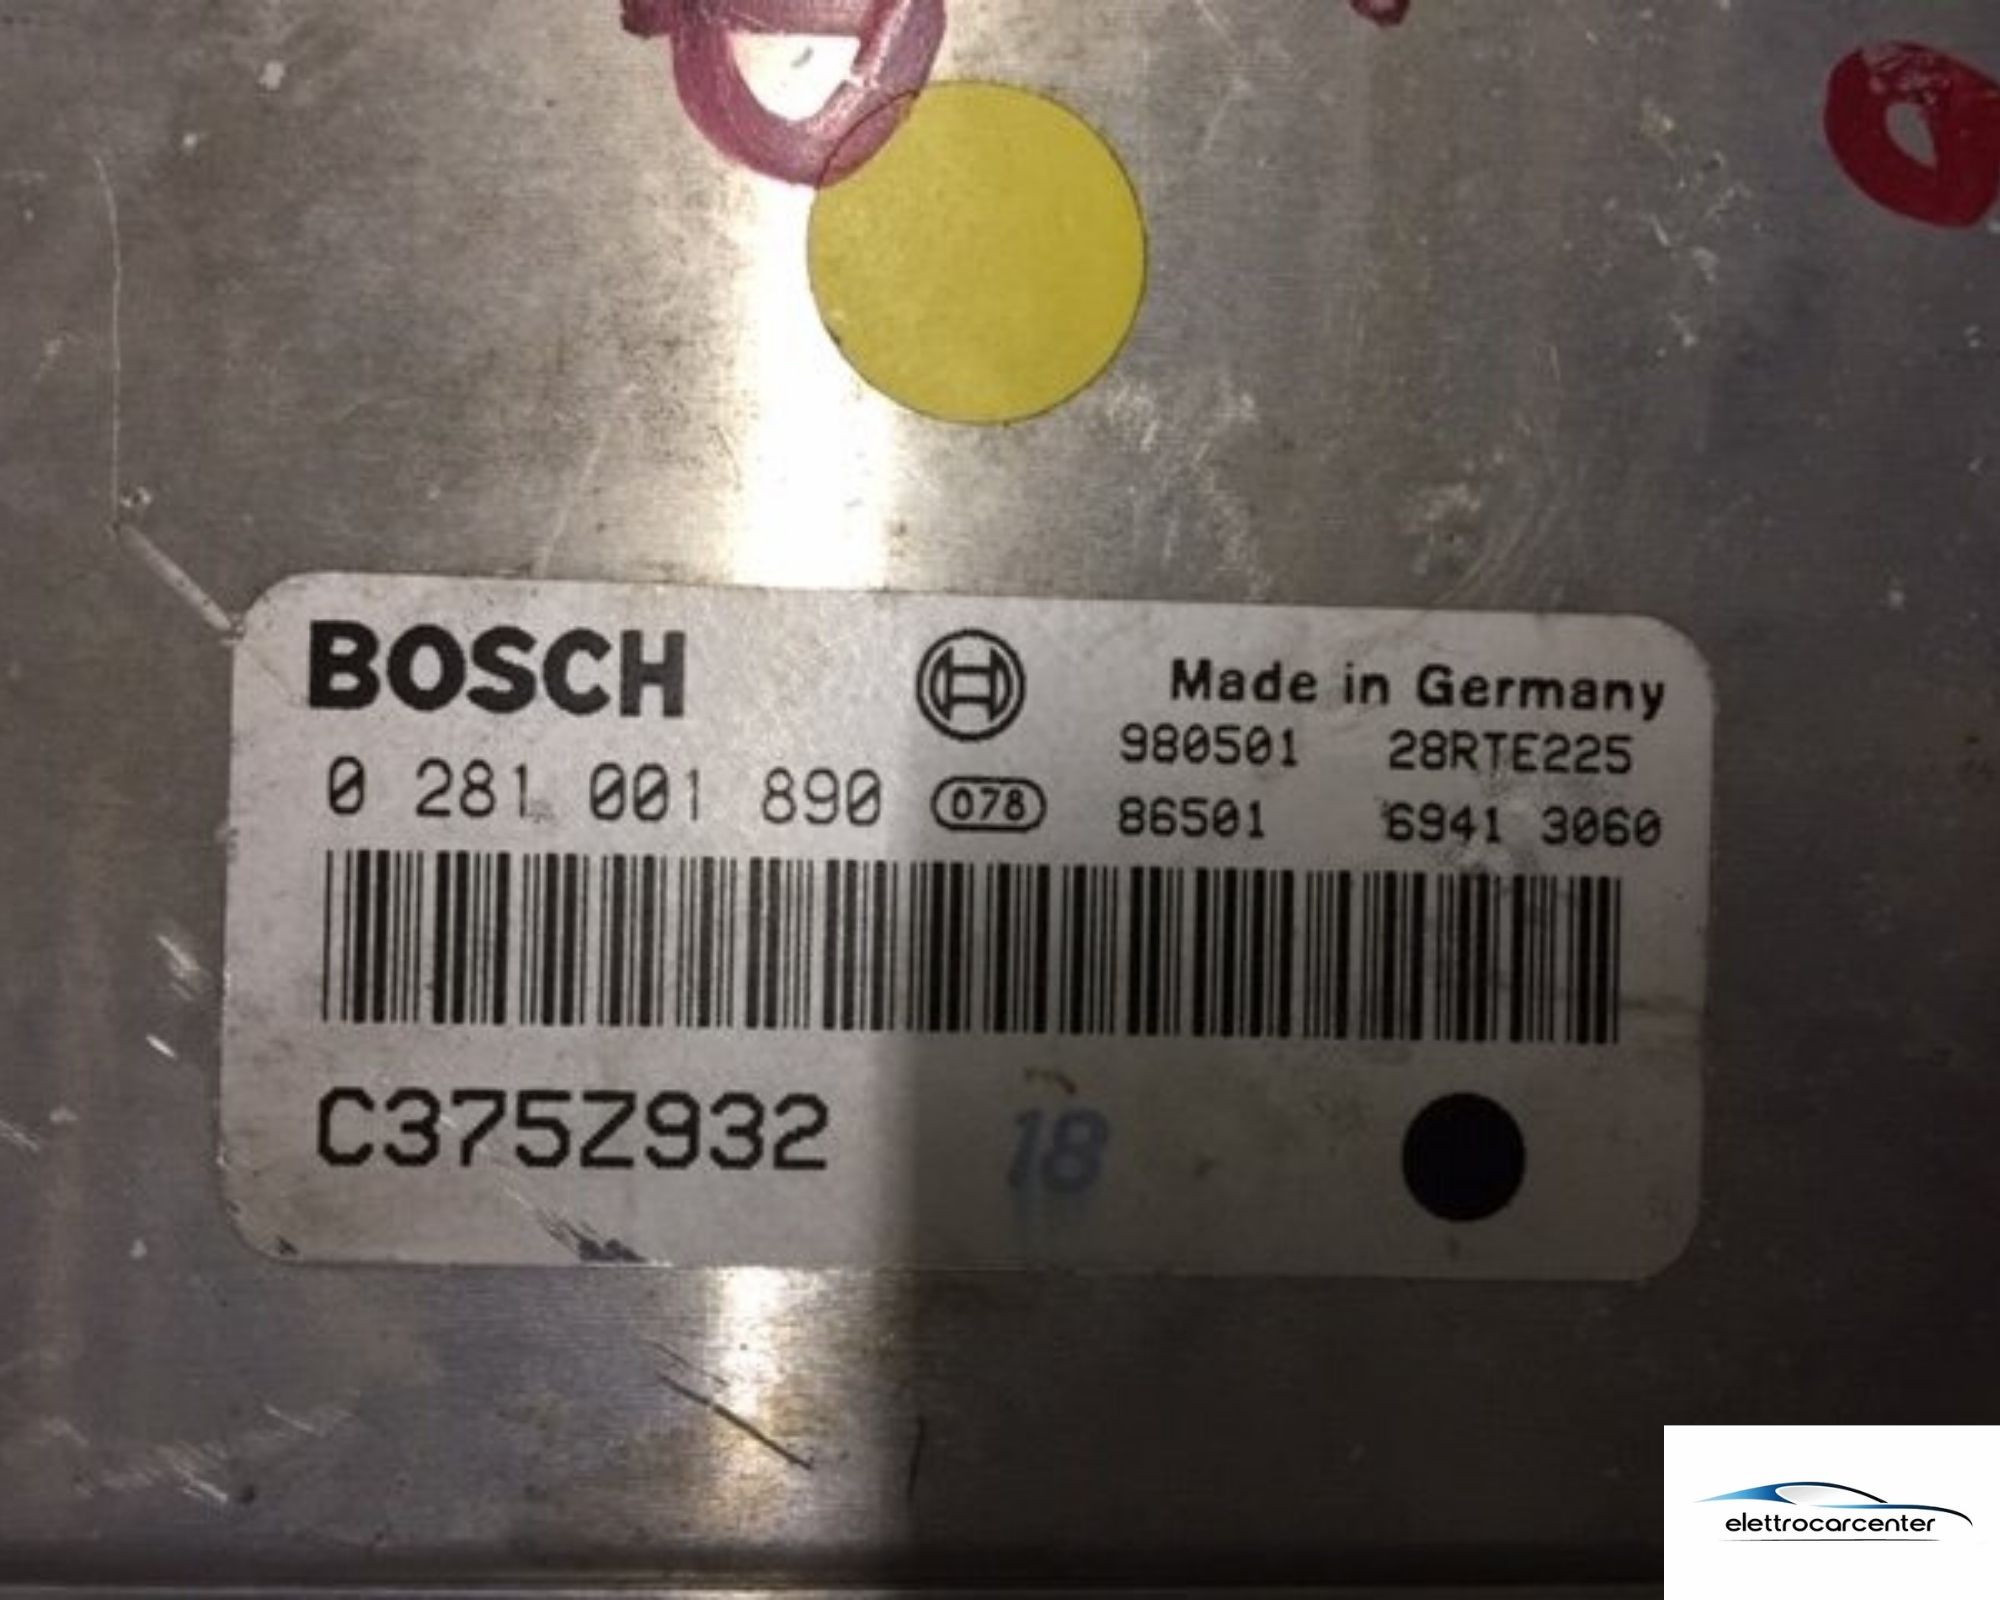 BOSCH
Made in Germany
980501 28RTE225
0 281 001 890 078
86501 6941 3060
C375Z932
18
elettrocarcenter